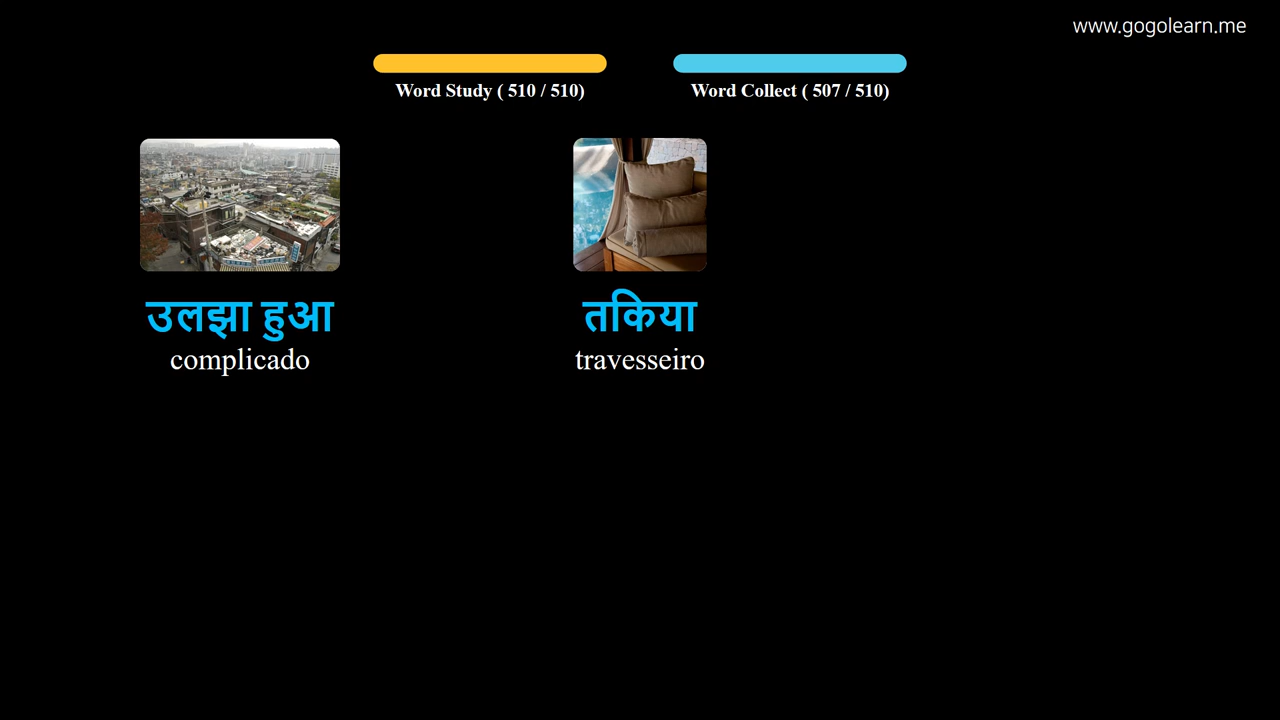 www.gogolearn.me
Word Study ( 510 / 510)
Word Collect ( 507 / 510)
उलझा हुआ
complicado
तकिया
travesseiro